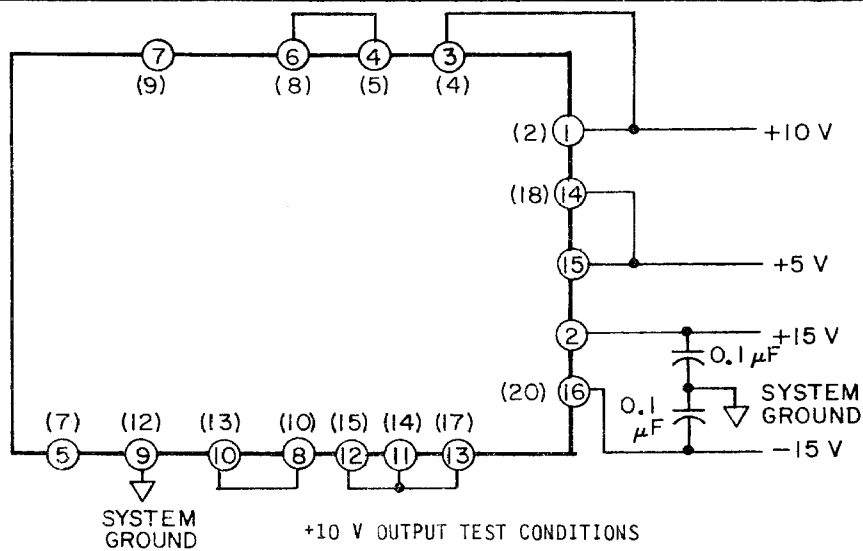 7 6 4 3
(9) (8) (5) (4)
(2) 1 +10 V
(18) 14
15 +5 V
2 +15 V
0.1 μF
(20) 16 0.1 μF SYSTEM GROUND
-15 V
(7) (12) (13) (10) (15) (14) (17)
5 9 10 8 12 11 13
SYSTEM GROUND
+10 V OUTPUT TEST CONDITIONS